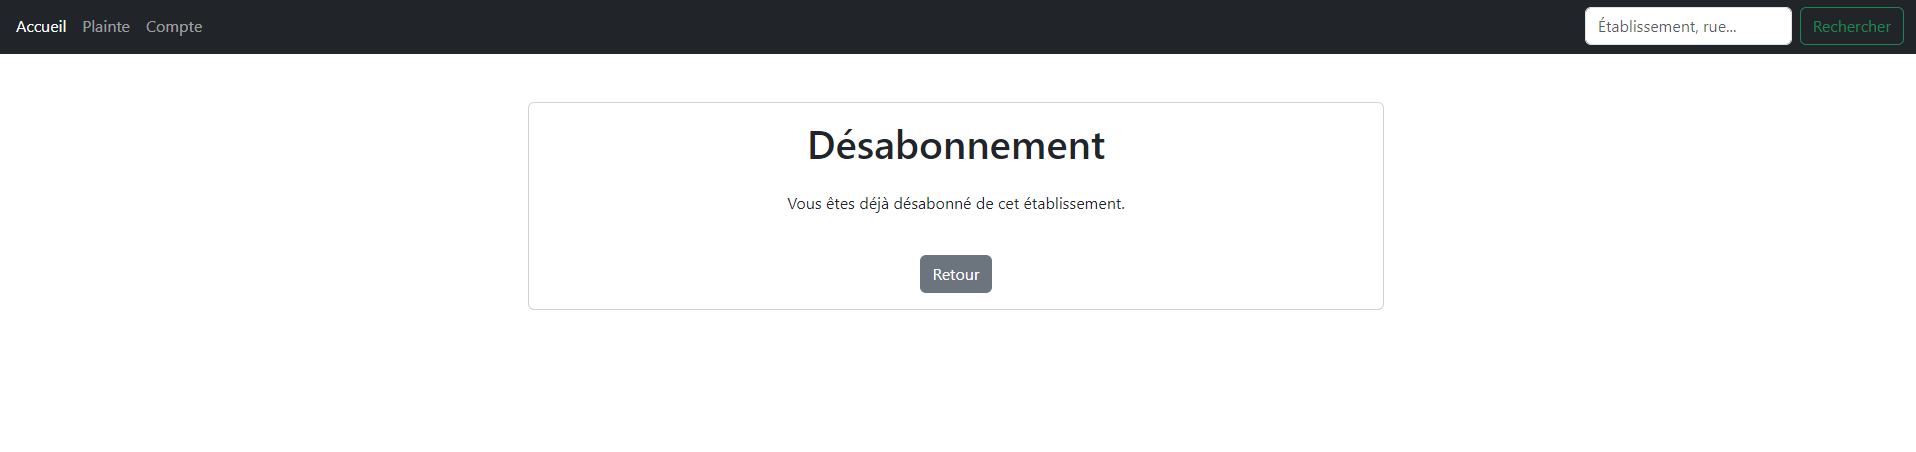 Accueil Plainte Compte Établissement, rue... Rechercher
Désabonnement
Vous êtes déjà désabonné de cet établissement.
Retour